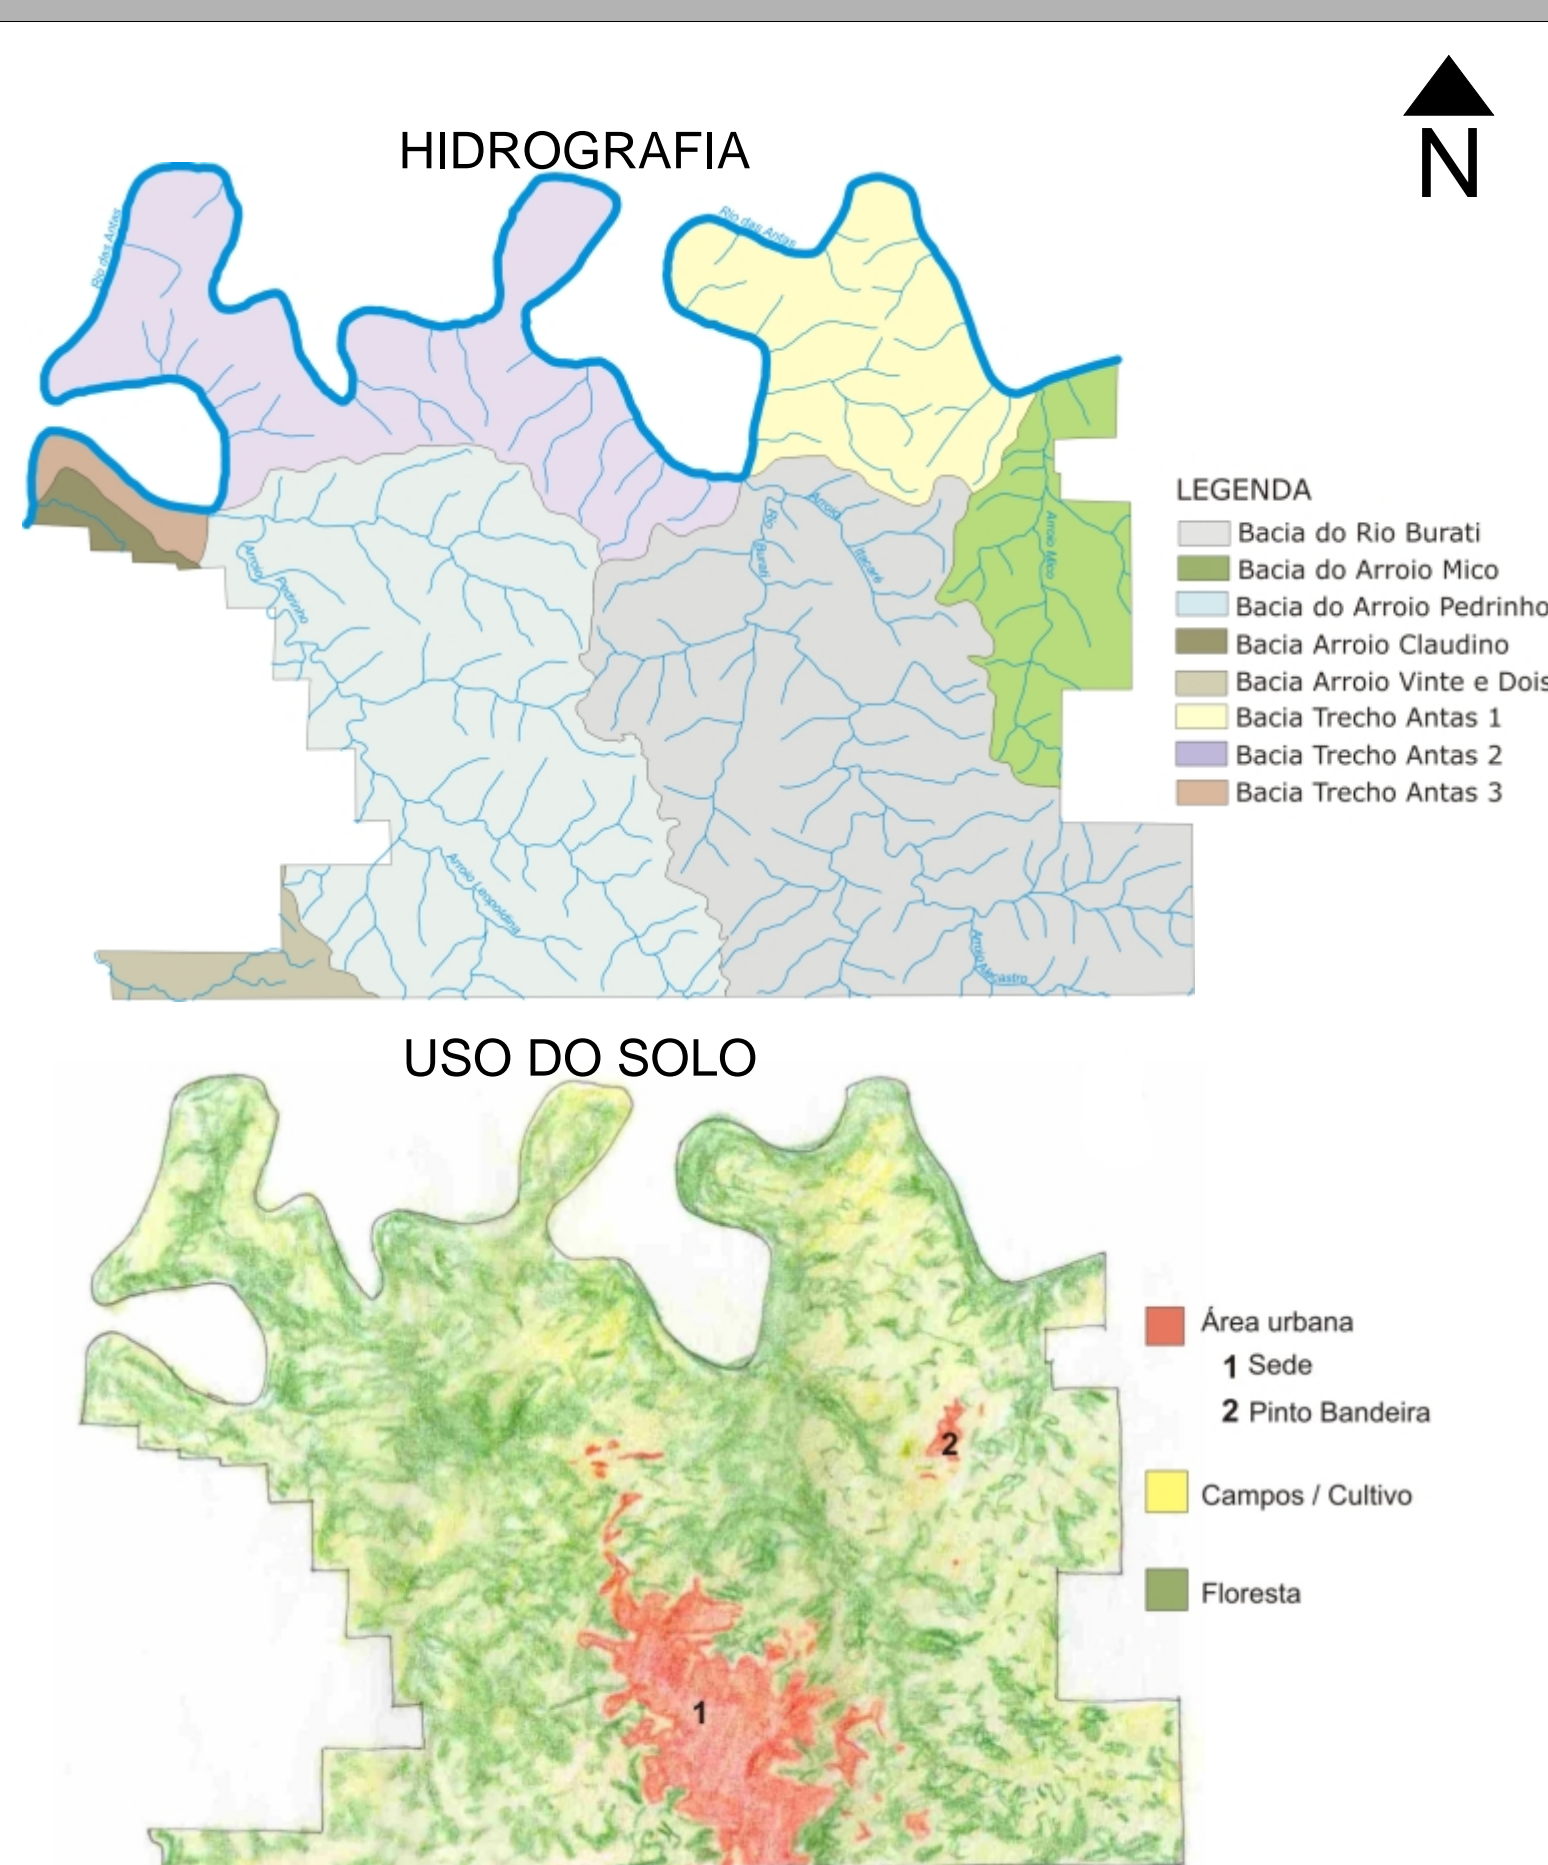 N
HIDROGRAFIA
Rio das Antas
Rio das Antas
Arroio Pedrinho
Rio Burati
Arroio Itacaré
Arroio Mico
Arroio Leopoldina
LEGENDA
Bacia do Rio Burati
Bacia do Arroio Mico
Bacia do Arroio Pedrinho
Bacia Arroio Claudino
Bacia Arroio Vinte e Dois
Bacia Trecho Antas 1
Bacia Trecho Antas 2
Bacia Trecho Antas 3
USO DO SOLO
2
1
Área urbana
1 Sede
2 Pinto Bandeira
Campos / Cultivo
Floresta